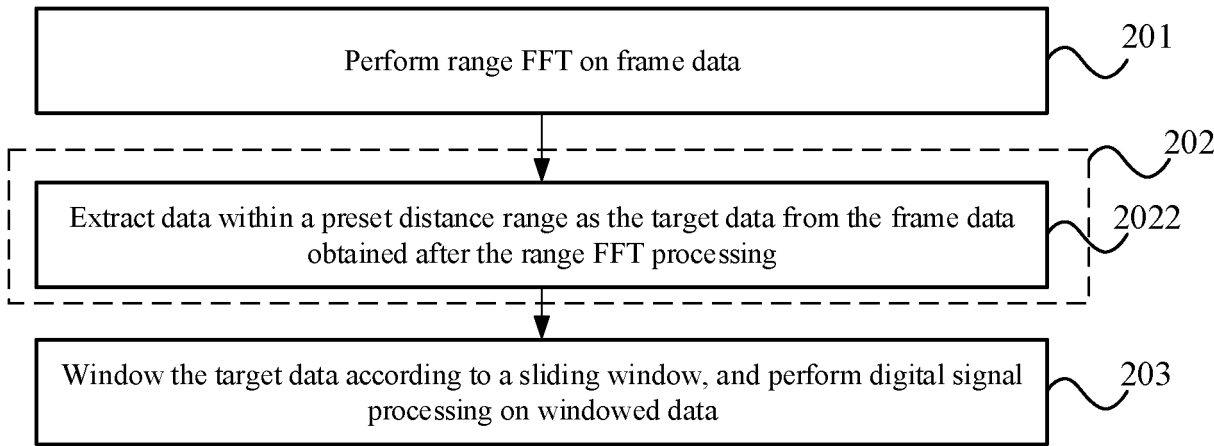 Perform range FFT on frame data
201
202
Extract data within a preset distance range as the target data from the frame data
obtained after the range FFT processing
2022
Window the target data according to a sliding window, and perform digital signal
processing on windowed data
203